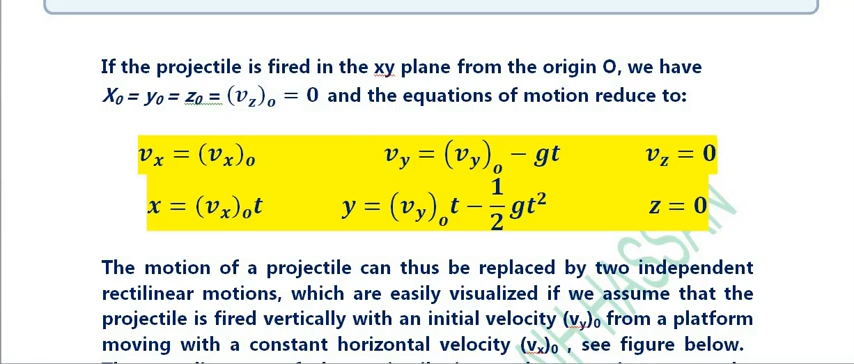 If the projectile is fired in the xy plane from the origin O, we have
X₀ = y₀ = z₀ = (v_z)₀ = 0 and the equations of motion reduce to:
v_x = (v_x)₀ v_y = (v_y)₀ − gt v_z = 0
x = (v_x)₀t y = (v_y)₀t − ½gt² z = 0
The motion of a projectile can thus be replaced by two independent
rectilinear motions, which are easily visualized if we assume that the
projectile is fired vertically with an initial velocity (v_y)₀ from a platform
moving with a constant horizontal velocity (v_x)₀ , see figure below.
HASSAN